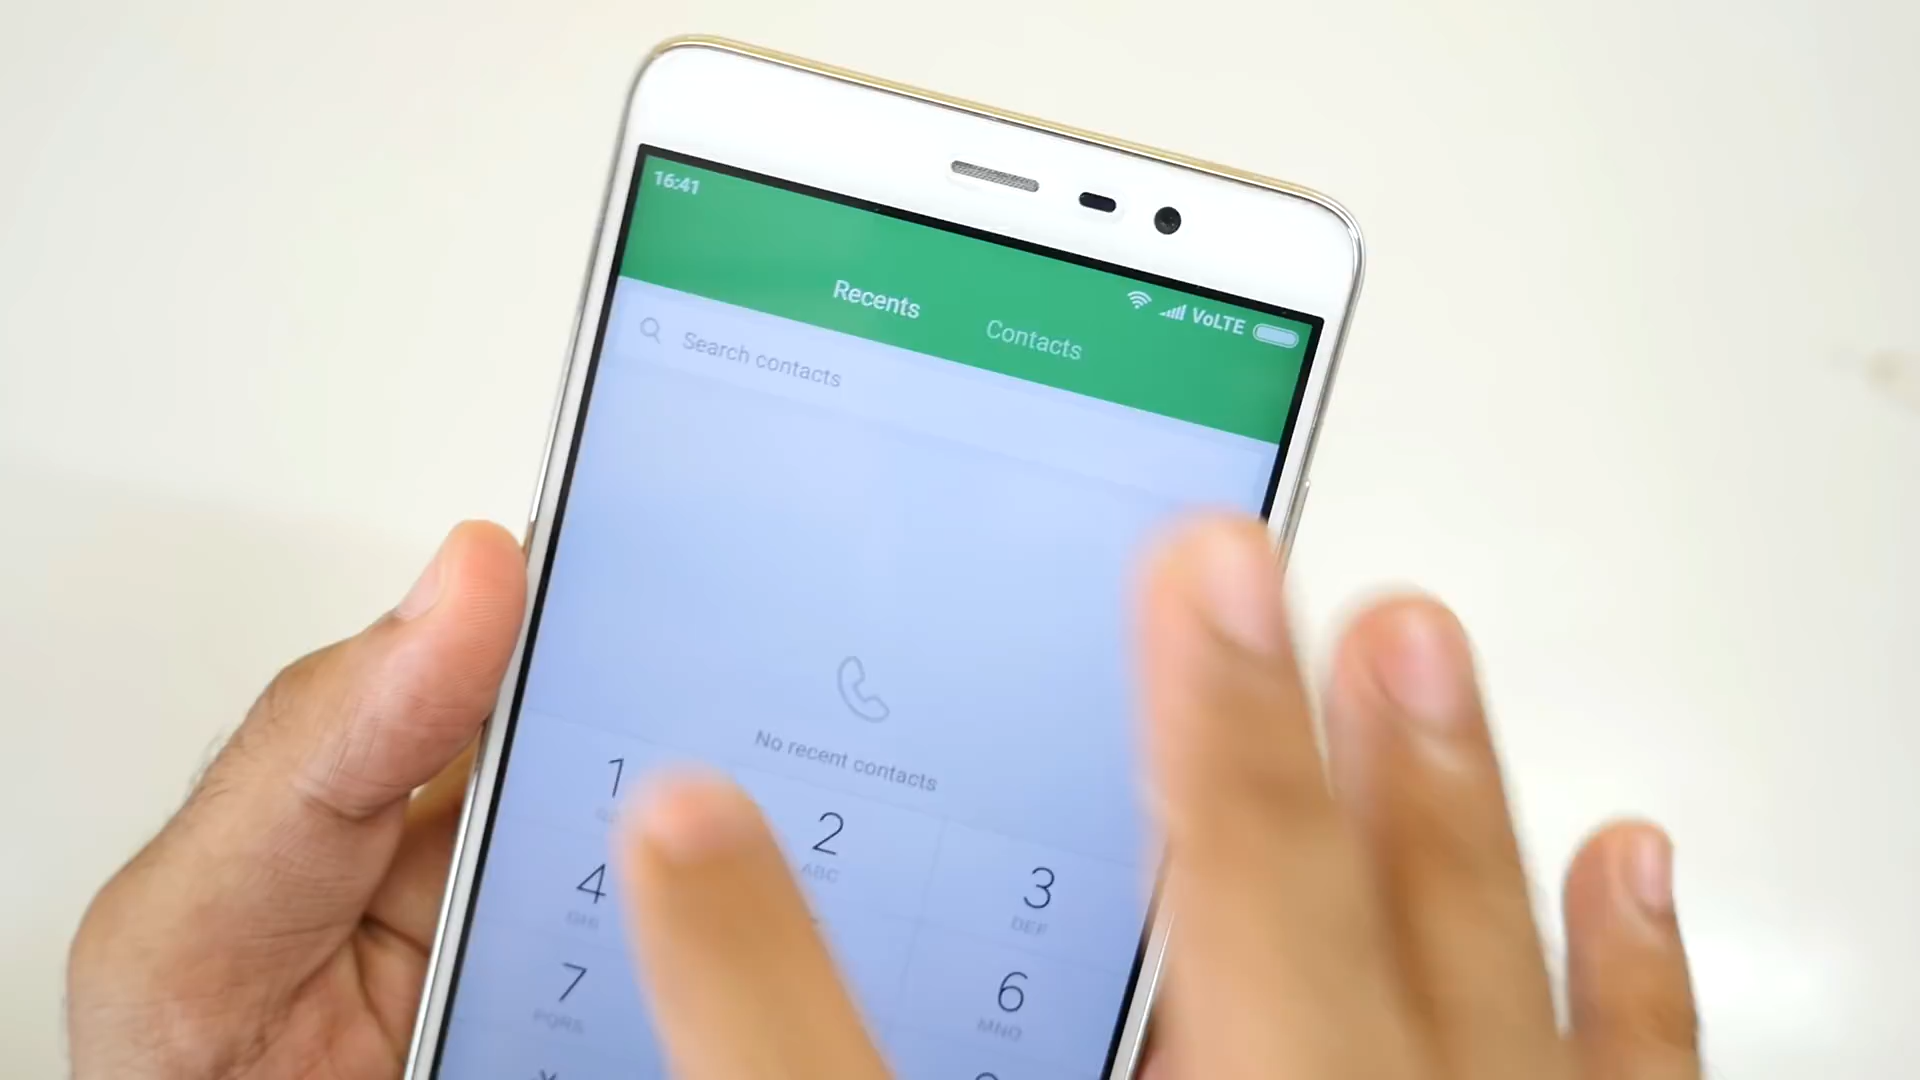 16:41
VoLTE
Recents
Contacts
Search contacts
No recent contacts
1
2
ABC
3
DEF
4
GHI
6
MNO
7
PQRS